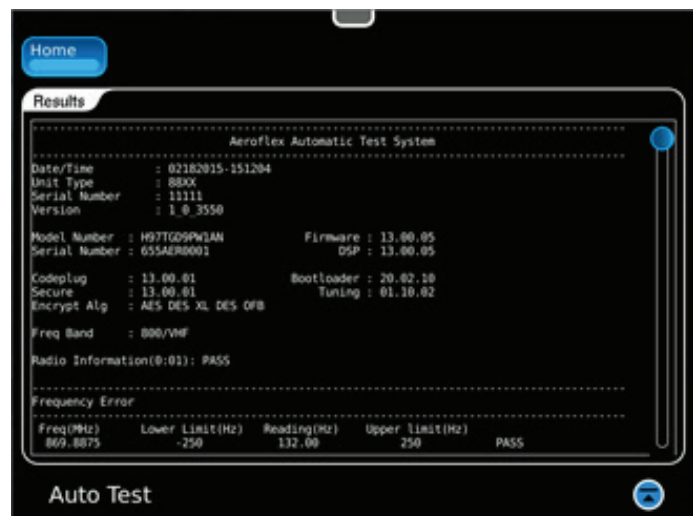 Home
Results
Aeroflex Automatic Test System
Date/Time : 02182015-151204
Unit Type : 88XX
Serial Number : 11111
Version : 1_0_3550
Model Number : H97TGD9PW1AN Firmware : 13.00.05
Serial Number : 655AER0001 DSP : 13.00.05
Codeplug : 13.00.01 Bootloader : 20.02.10
Secure : 13.00.01 Tuning : 01.10.02
Encrypt Alg : AES DES XL DES OFB
Freq Band : 800/VHF
Radio Information(0:01): PASS
Frequency Error
Freq(MHz) Lower Limit(Hz) Reading(Hz) Upper limit(Hz)
869.8875 -250 132.00 250 PASS
Auto Test